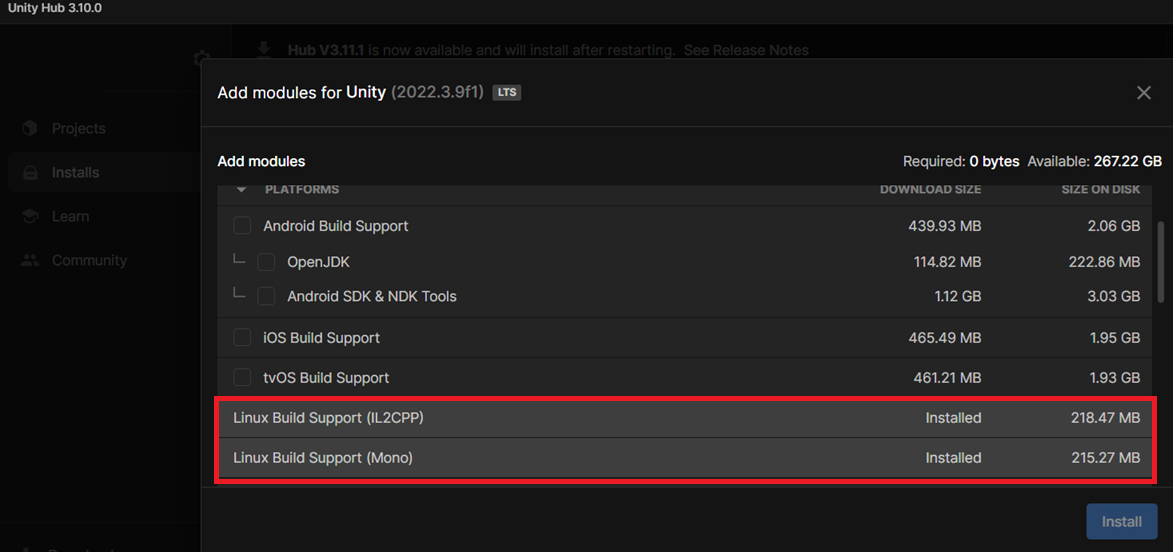 Unity Hub 3.10.0
Hub V3.11.1 is now available and will install after restarting. See Release Notes
Add modules for Unity (2022.3.9f1) LTS
Projects
Installs
Learn
Community
Add modules Required: 0 bytes Available: 267.22 GB
PLATFORMS DOWNLOAD SIZE SIZE ON DISK
Android Build Support 439.93 MB 2.06 GB
OpenJDK 114.82 MB 222.86 MB
Android SDK & NDK Tools 1.12 GB 3.03 GB
iOS Build Support 465.49 MB 1.95 GB
tvOS Build Support 461.21 MB 1.93 GB
Linux Build Support (IL2CPP) Installed 218.47 MB
Linux Build Support (Mono) Installed 215.27 MB
Install